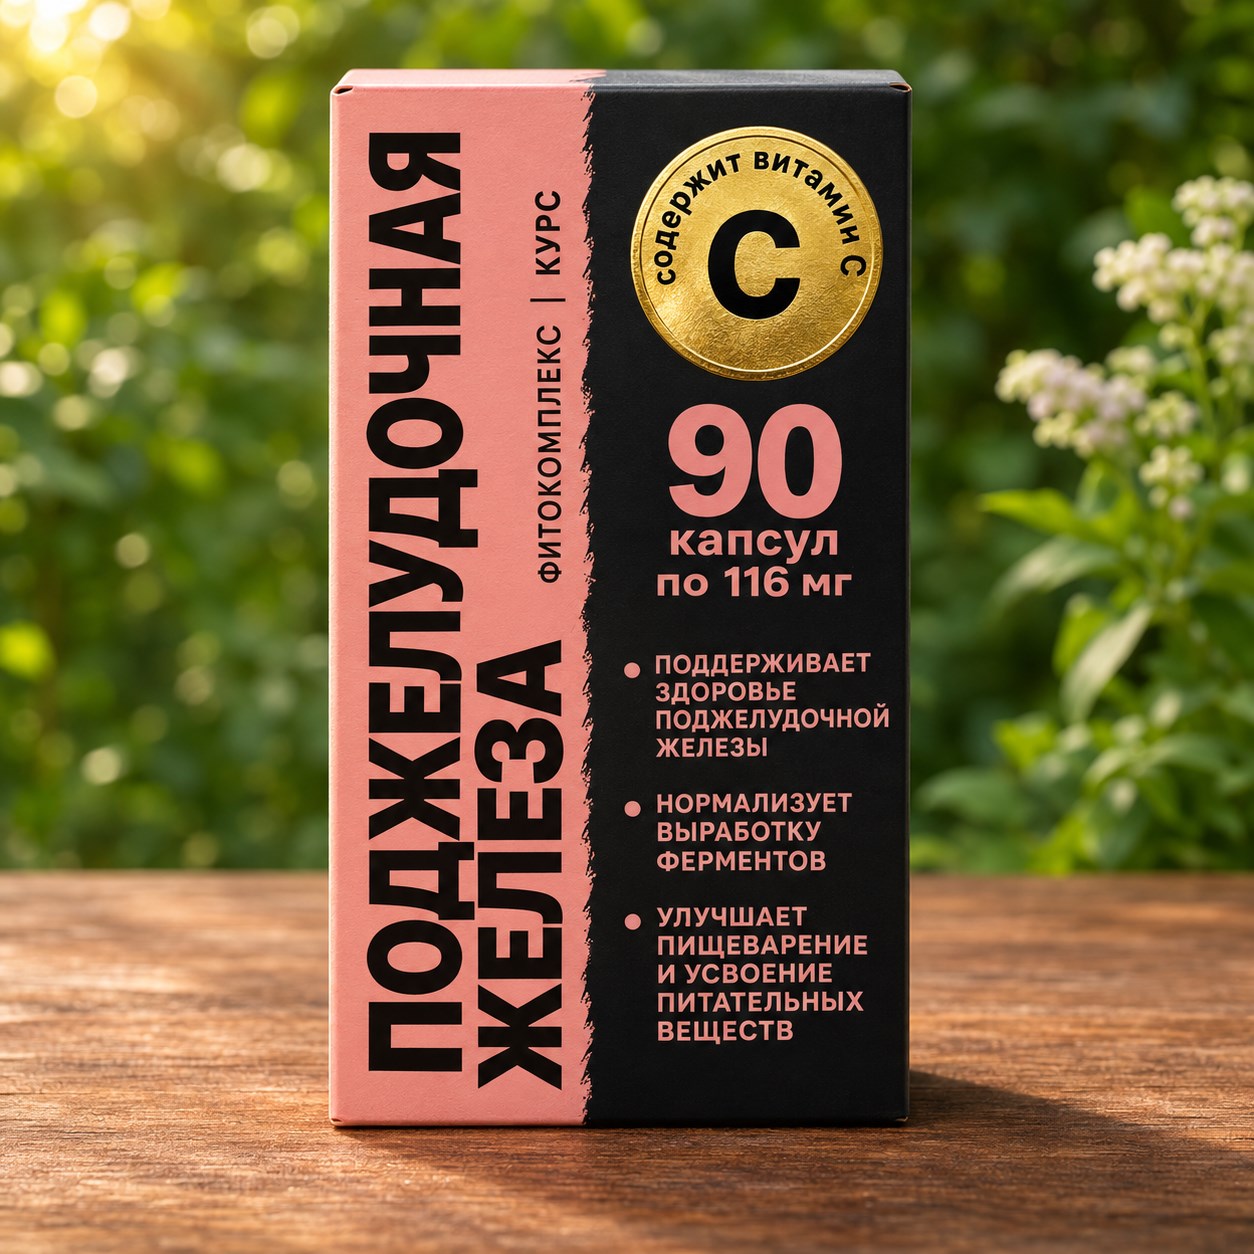 ПОДЖЕЛУДОЧНАЯ
ЖЕЛЕЗА
ФИТОКОМПЛЕКС | КУРС
содержит витамин С
С
90
капсул
по 116 мг
ПОДДЕРЖИВАЕТ
ЗДОРОВЬЕ
ПОДЖЕЛУДОЧНОЙ
ЖЕЛЕЗЫ
НОРМАЛИЗУЕТ
ВЫРАБОТКУ
ФЕРМЕНТОВ
УЛУЧШАЕТ
ПИЩЕВАРЕНИЕ
И УСВОЕНИЕ
ПИТАТЕЛЬНЫХ
ВЕЩЕСТВ